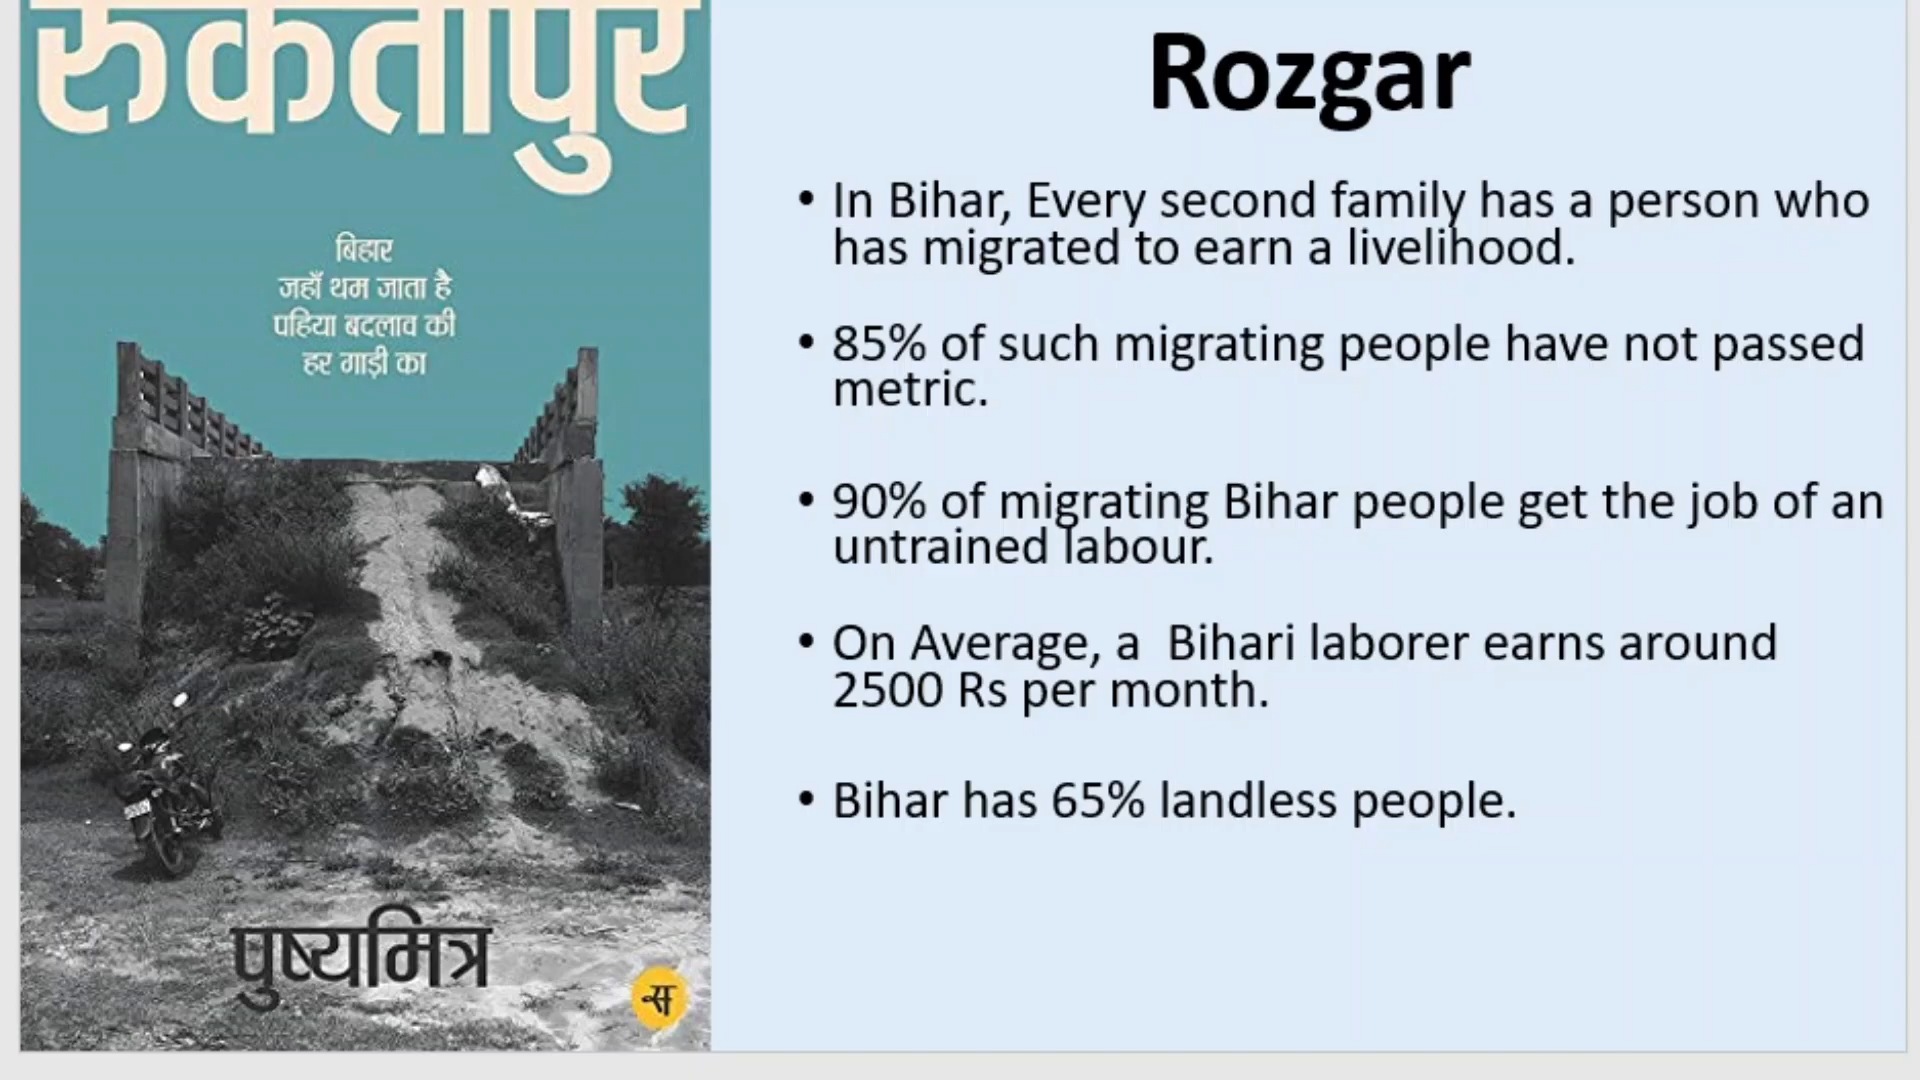 रुकतापुर
बिहार
जहाँ थम जाता है
पहिया बदलाव की
हर गाड़ी का
पुष्यमित्र
स
Rozgar
• In Bihar, Every second family has a person who
has migrated to earn a livelihood.
• 85% of such migrating people have not passed
metric.
• 90% of migrating Bihar people get the job of an
untrained labour.
• On Average, a  Bihari laborer earns around
2500 Rs per month.
• Bihar has 65% landless people.